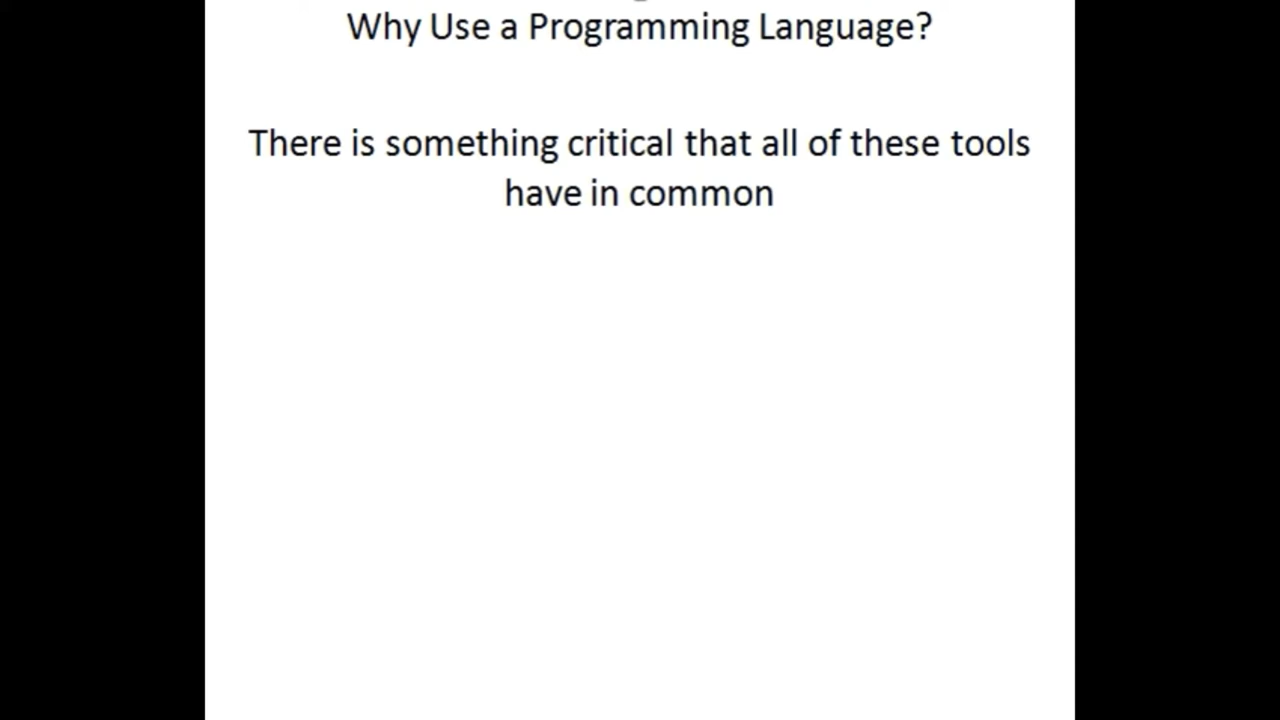 Why Use a Programming Language?
There is something critical that all of these tools
have in common